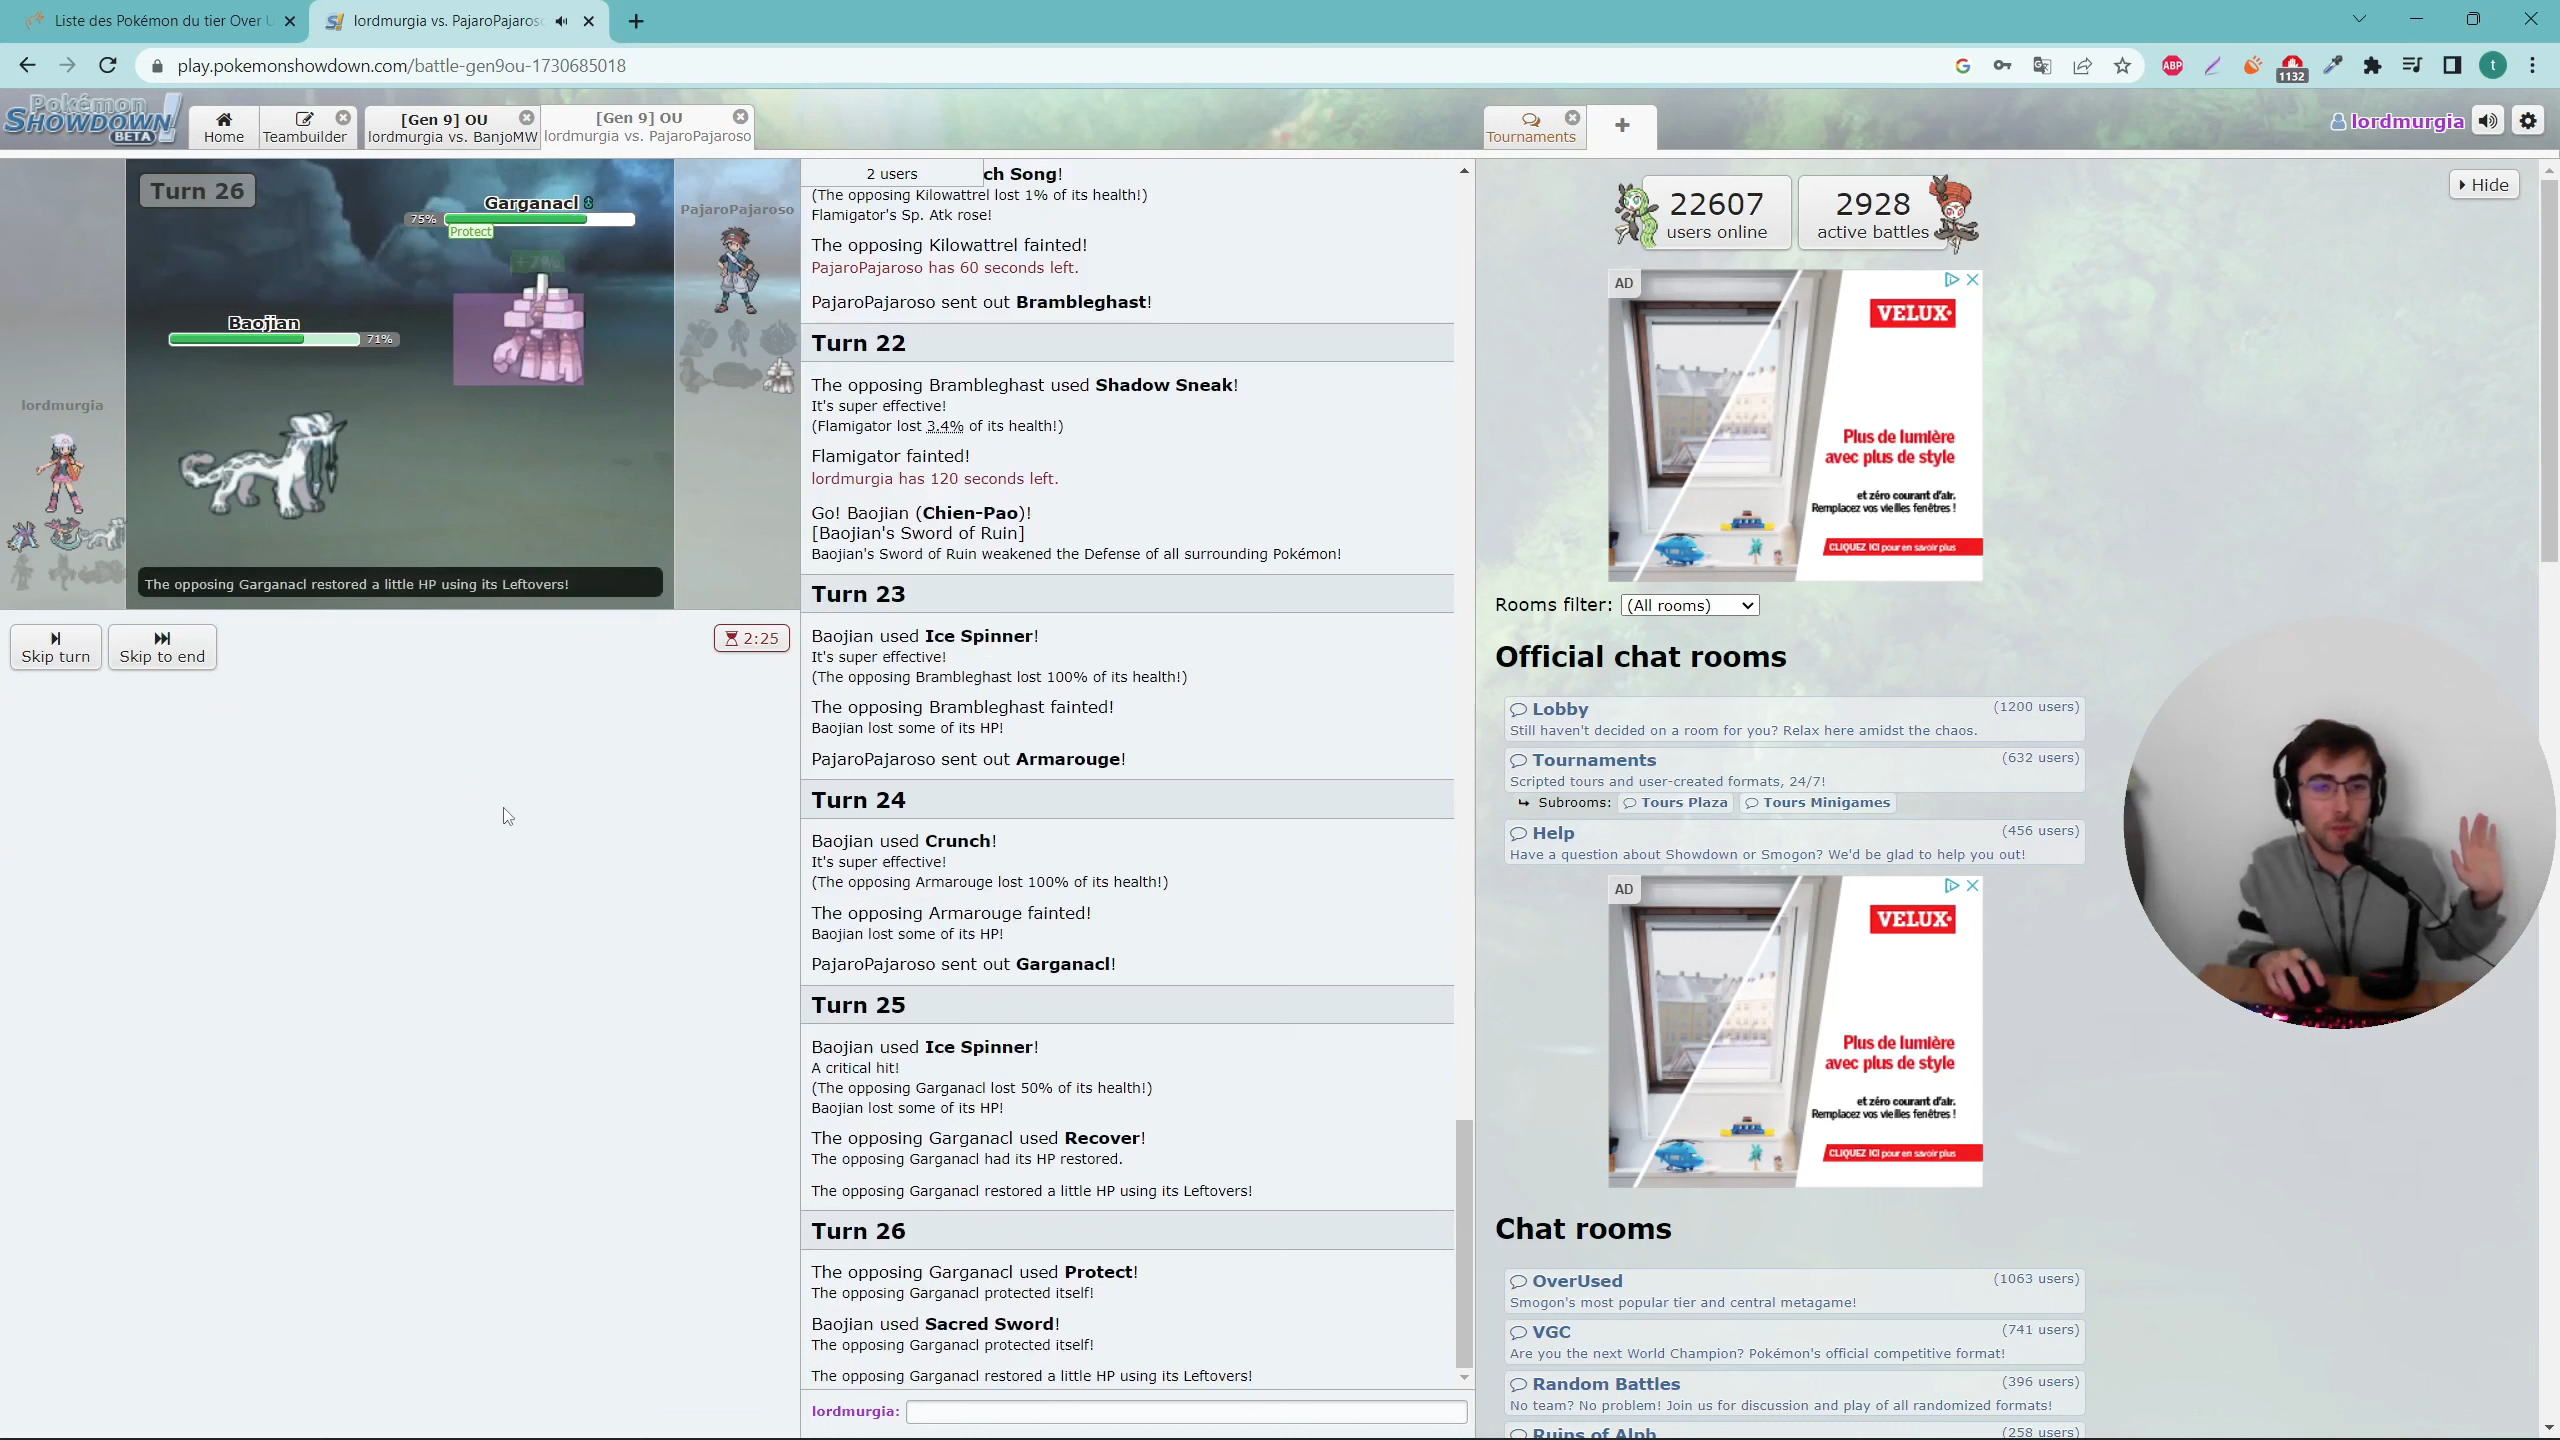 Liste des Pokémon du tier Over U
lordmurgia vs. PajaroPajaros
play.pokemonshowdown.com/battle-gen9ou-1730685018
ABP
1132
t
Pokémon
SHOWDOWN!
BETA
Home
Teambuilder
[Gen 9] OU
lordmurgia vs. BanjoMW
[Gen 9] OU
lordmurgia vs. PajaroPajaroso
Tournaments
lordmurgia
Turn 26
Garganacl
75%
Protect
+7%
Baojian
71%
PajaroPajaroso
lordmurgia
The opposing Garganacl restored a little HP using its Leftovers!
Skip turn
Skip to end
2:25
2 users
ch Song!
(The opposing Kilowattrel lost 1% of its health!)
Flamigator's Sp. Atk rose!
The opposing Kilowattrel fainted!
PajaroPajaroso has 60 seconds left.
PajaroPajaroso sent out Brambleghast!
Turn 22
The opposing Brambleghast used Shadow Sneak!
It's super effective!
(Flamigator lost 3.4% of its health!)
Flamigator fainted!
lordmurgia has 120 seconds left.
Go! Baojian (Chien-Pao)!
[Baojian's Sword of Ruin]
Baojian's Sword of Ruin weakened the Defense of all surrounding Pokémon!
Turn 23
Baojian used Ice Spinner!
It's super effective!
(The opposing Brambleghast lost 100% of its health!)
The opposing Brambleghast fainted!
Baojian lost some of its HP!
PajaroPajaroso sent out Armarouge!
Turn 24
Baojian used Crunch!
It's super effective!
(The opposing Armarouge lost 100% of its health!)
The opposing Armarouge fainted!
Baojian lost some of its HP!
PajaroPajaroso sent out Garganacl!
Turn 25
Baojian used Ice Spinner!
A critical hit!
(The opposing Garganacl lost 50% of its health!)
Baojian lost some of its HP!
The opposing Garganacl used Recover!
The opposing Garganacl had its HP restored.
The opposing Garganacl restored a little HP using its Leftovers!
Turn 26
The opposing Garganacl used Protect!
The opposing Garganacl protected itself!
Baojian used Sacred Sword!
The opposing Garganacl protected itself!
The opposing Garganacl restored a little HP using its Leftovers!
lordmurgia:
22607
users online
2928
active battles
Hide
AD
VELUX
Plus de lumière
avec plus de style
et zéro courant d'air.
Remplacez vos vieilles fenêtres !
CLIQUEZ ICI pour en savoir plus
Rooms filter: (All rooms)
Official chat rooms
Lobby (1200 users)
Still haven't decided on a room for you? Relax here amidst the chaos.
Tournaments (632 users)
Scripted tours and user-created formats, 24/7!
Subrooms: Tours Plaza Tours Minigames
Help (456 users)
Have a question about Showdown or Smogon? We'd be glad to help you out!
AD
VELUX
Plus de lumière
avec plus de style
et zéro courant d'air.
Remplacez vos vieilles fenêtres !
CLIQUEZ ICI pour en savoir plus
Chat rooms
OverUsed (1063 users)
Smogon's most popular tier and central metagame!
VGC (741 users)
Are you the next World Champion? Pokémon's official competitive format!
Random Battles (396 users)
No team? No problem! Join us for discussion and play of all randomized formats!
Ruins of Alph (258 users)